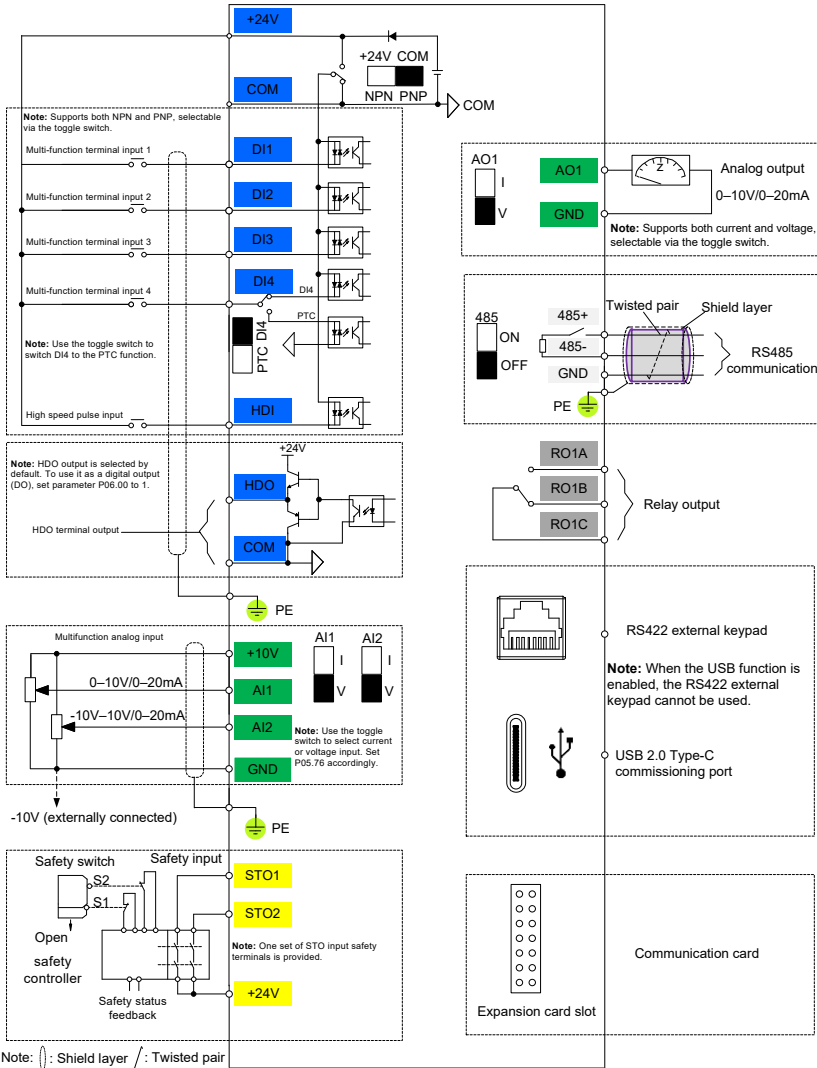 +24V
+24V COM
COM
NPN PNP
COM
Note: Supports both NPN and PNP, selectable
via the toggle switch.
Multi-function terminal input 1
DI1
Multi-function terminal input 2
DI2
Multi-function terminal input 3
DI3
Multi-function terminal input 4
DI4
DI4
PTC
PTC DI4
Note: Use the toggle switch to
switch DI4 to the PTC function.
High speed pulse input
HDI
Note: HDO output is selected by
default. To use it as a digital output
(DO), set parameter P06.00 to 1.
+24V
HDO
HDO terminal output
COM
PE
Multifunction analog input
AI1
AI2
I
I
V
V
+10V
0–10V/0–20mA
AI1
-10V–10V/0–20mA
AI2
Note: Use the toggle
switch to select current
or voltage input. Set
P05.76 accordingly.
GND
-10V (externally connected)
PE
Safety switch
Safety input
S2
S1
Open
safety
controller
Safety status
feedback
STO1
STO2
Note: One set of STO input safety
terminals is provided.
+24V
Note: : Shield layer : Twisted pair
AO1
I
V
AO1
Z
Analog output
0–10V/0–20mA
GND
Note: Supports both current and voltage,
selectable via the toggle switch.
485
ON
OFF
485+
485-
GND
PE
Twisted pair
Shield layer
RS485
communication
RO1A
RO1B
RO1C
Relay output
RS422 external keypad
Note: When the USB function is
enabled, the RS422 external
keypad cannot be used.
USB 2.0 Type-C
commissioning port
Expansion card slot
Communication card